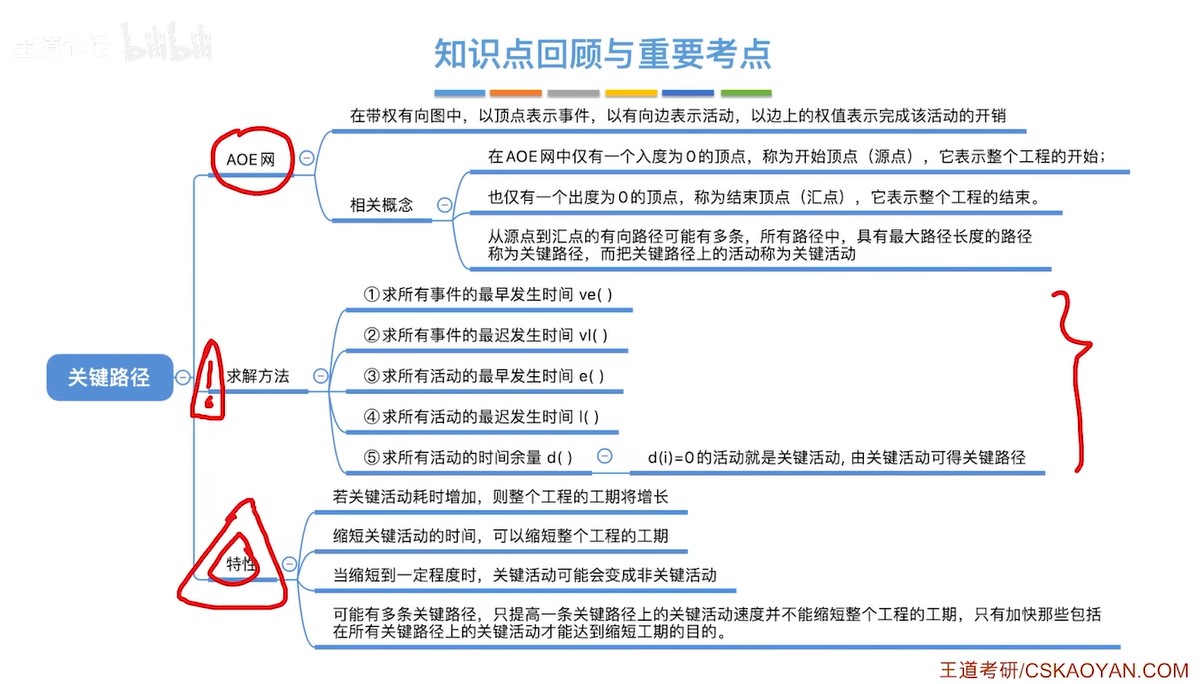 王道论坛 bilibili
知识点回顾与重要考点
在带权有向图中，以顶点表示事件，以有向边表示活动，以边上的权值表示完成该活动的开销
AOE网
在AOE网中仅有一个入度为0的顶点，称为开始顶点（源点），它表示整个工程的开始；
相关概念
也仅有一个出度为0的顶点，称为结束顶点（汇点），它表示整个工程的结束。
从源点到汇点的有向路径可能有多条，所有路径中，具有最大路径长度的路径
称为关键路径，而把关键路径上的活动称为关键活动
关键路径
求解方法
①求所有事件的最早发生时间 ve( )
②求所有事件的最迟发生时间 vl( )
③求所有活动的最早发生时间 e( )
④求所有活动的最迟发生时间 l( )
⑤求所有活动的时间余量 d( )
d(i)=0的活动就是关键活动, 由关键活动可得关键路径
特性
若关键活动耗时增加，则整个工程的工期将增长
缩短关键活动的时间，可以缩短整个工程的工期
当缩短到一定程度时，关键活动可能会变成非关键活动
可能有多条关键路径，只提高一条关键路径上的关键活动速度并不能缩短整个工程的工期，只有加快那些包括
在所有关键路径上的关键活动才能达到缩短工期的目的。
王道考研/CSKAOYAN.COM